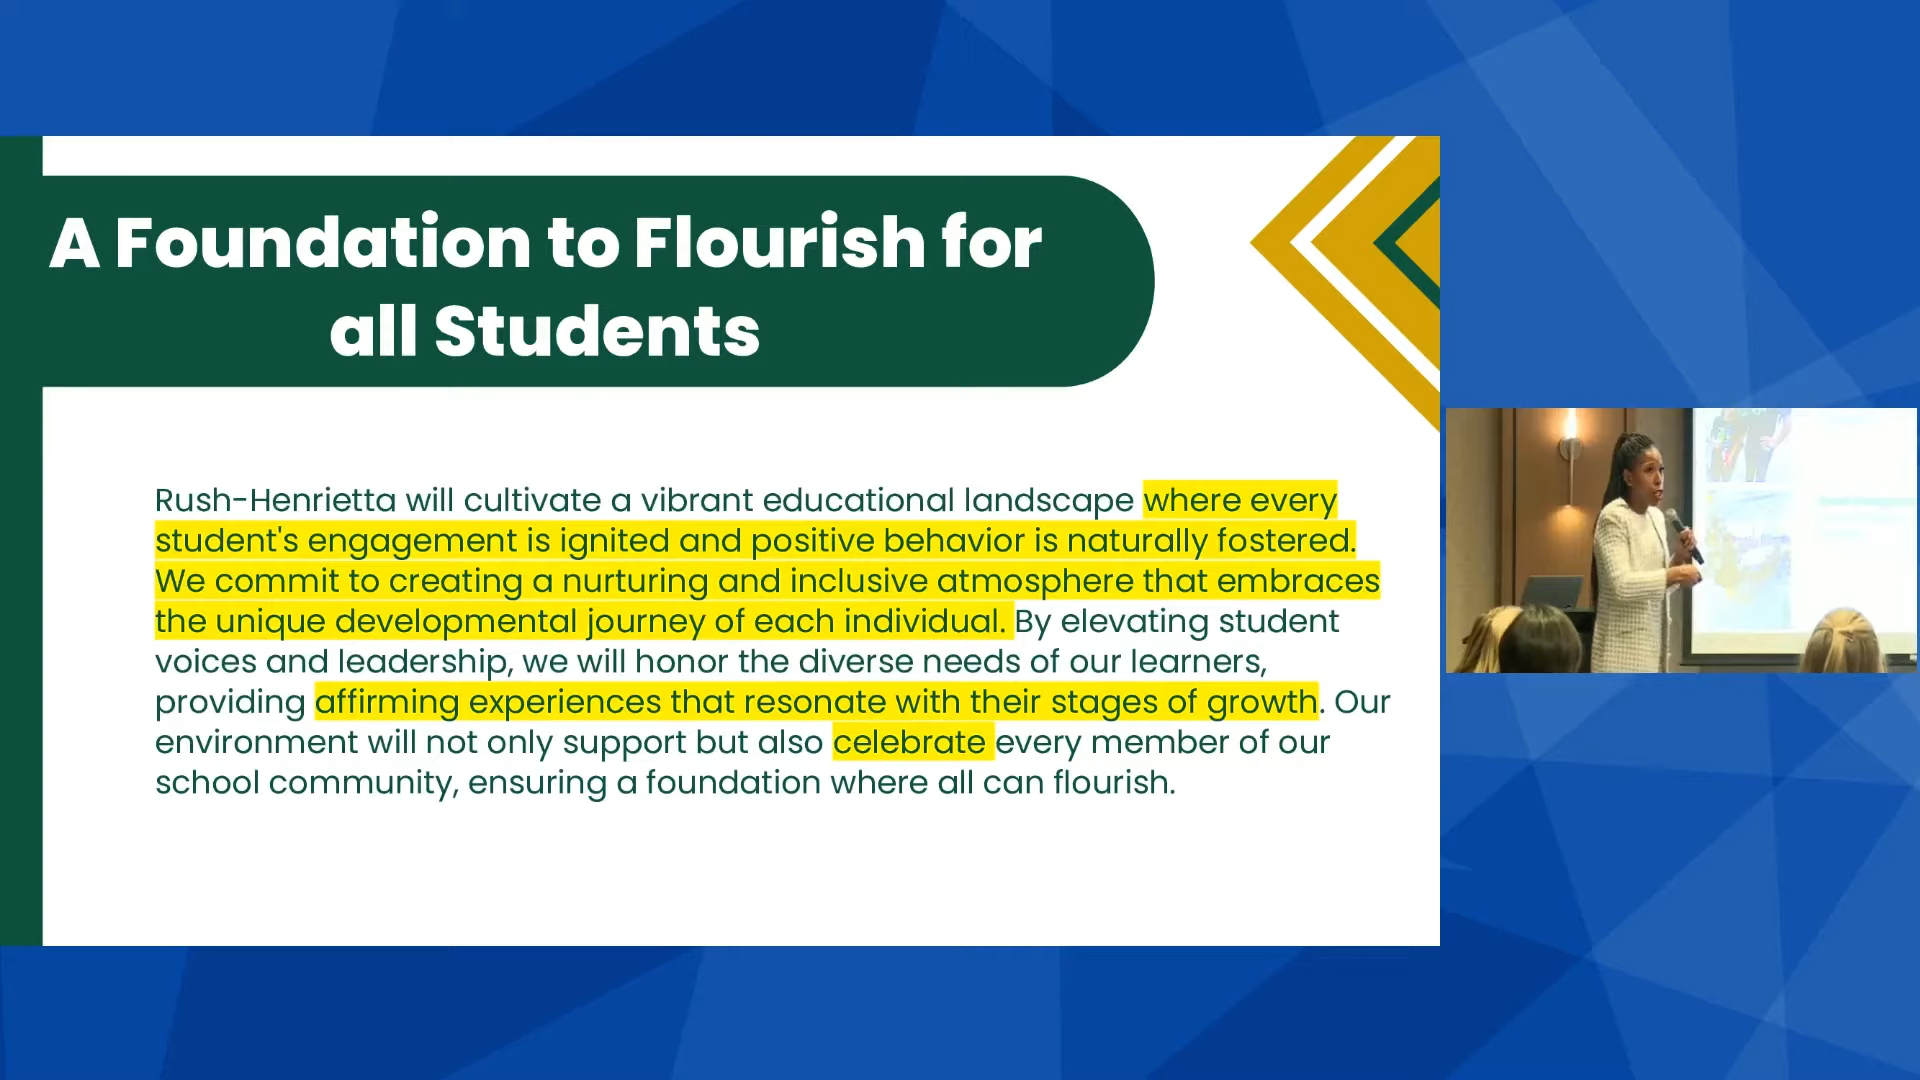 A Foundation to Flourish for
all Students
Rush-Henrietta will cultivate a vibrant educational landscape where every
student's engagement is ignited and positive behavior is naturally fostered.
We commit to creating a nurturing and inclusive atmosphere that embraces
the unique developmental journey of each individual. By elevating student
voices and leadership, we will honor the diverse needs of our learners,
providing affirming experiences that resonate with their stages of growth. Our
environment will not only support but also celebrate every member of our
school community, ensuring a foundation where all can flourish.